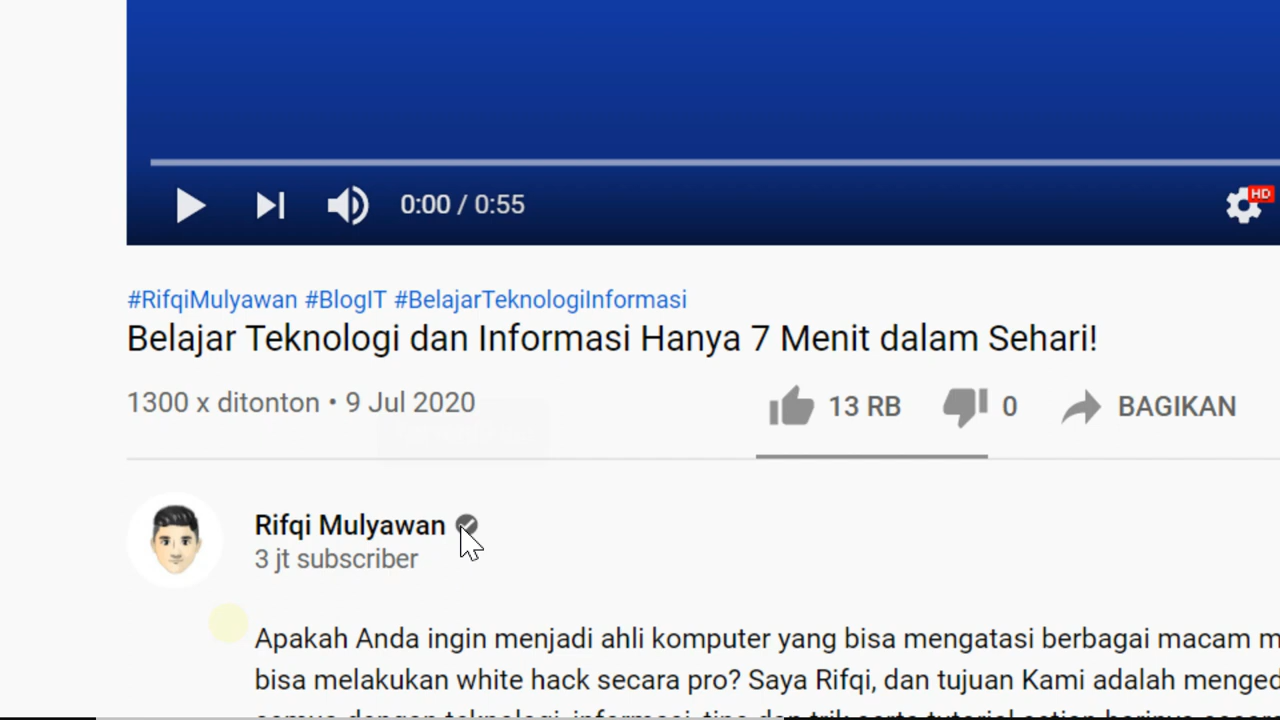 0:00 / 0:55
HD
#RifqiMulyawan #BlogIT #BelajarTeknologiInformasi
Belajar Teknologi dan Informasi Hanya 7 Menit dalam Sehari!
1300 x ditonton • 9 Jul 2020
13 RB 0 BAGIKAN
Rifqi Mulyawan
3 jt subscriber
Apakah Anda ingin menjadi ahli komputer yang bisa mengatasi berbagai macam m
bisa melakukan white hack secara pro? Saya Rifqi, dan tujuan Kami adalah menged